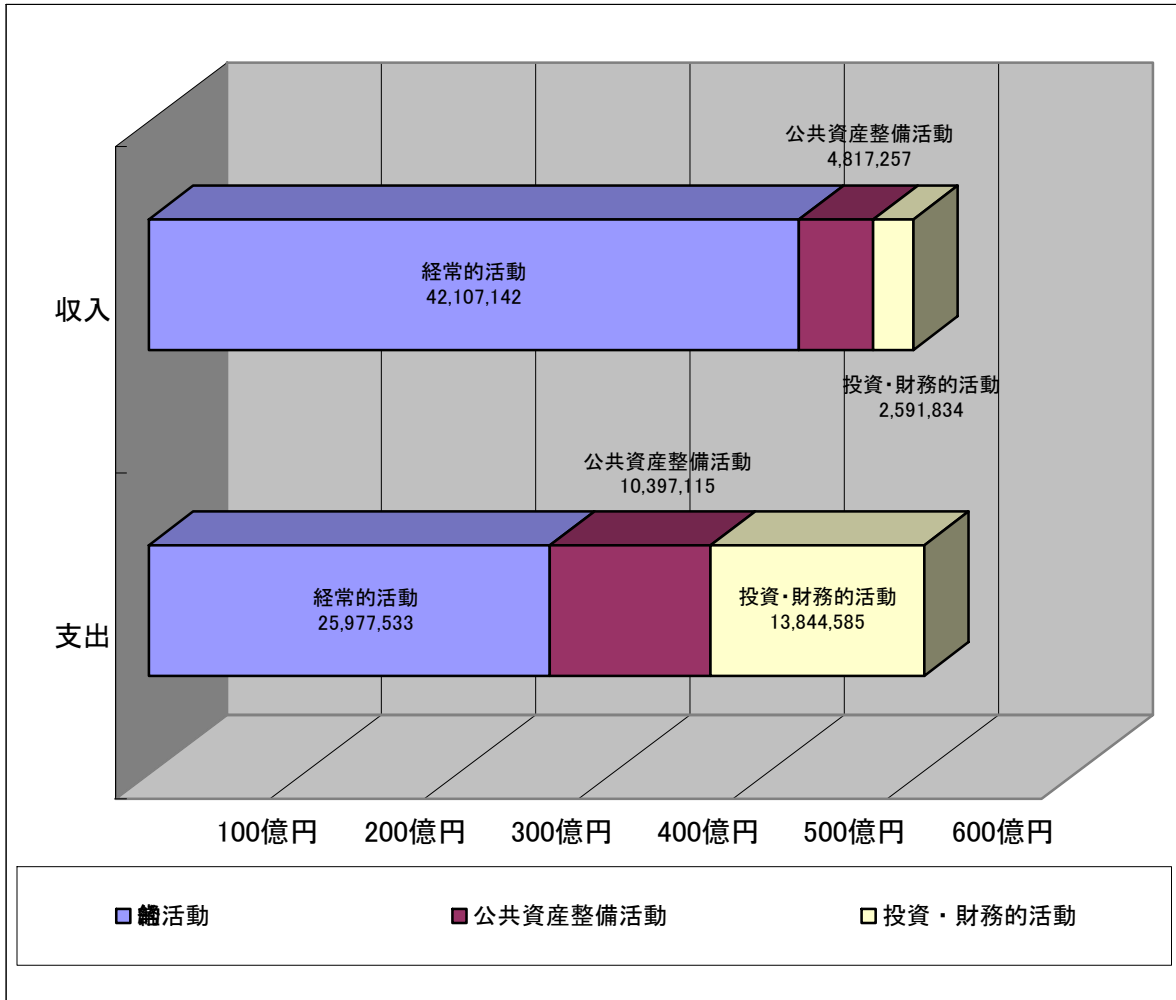 公共資産整備活動
4,817,257
経常的活動
42,107,142
収入
投資・財務的活動
2,591,834
公共資産整備活動
10,397,115
経常的活動
25,977,533
投資・財務的活動
13,844,585
支出
100億円 200億円 300億円 400億円 500億円 600億円
活動 公共資産整備活動 投資・財務的活動